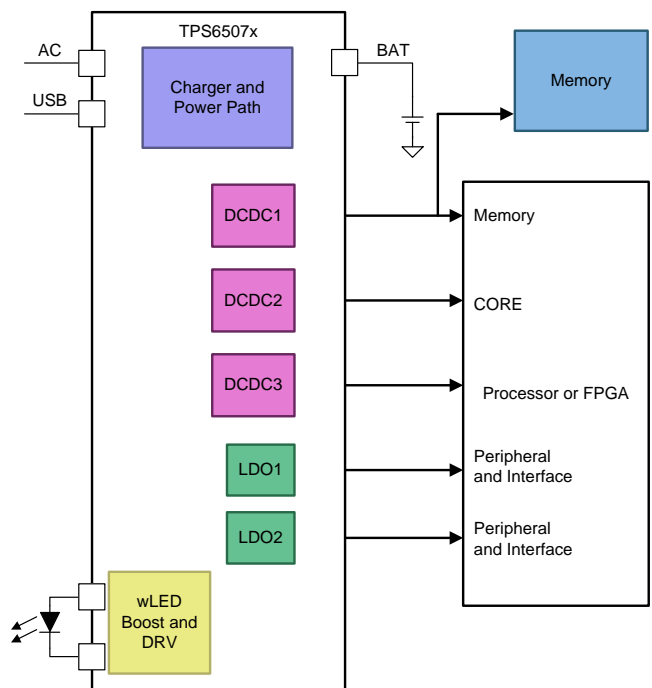 TPS6507x
AC
BAT
USB
Charger and
Power Path
Memory
DCDC1
Memory
DCDC2
CORE
DCDC3
Processor or FPGA
LDO1
Peripheral
and Interface
LDO2
Peripheral
and Interface
wLED
Boost and
DRV